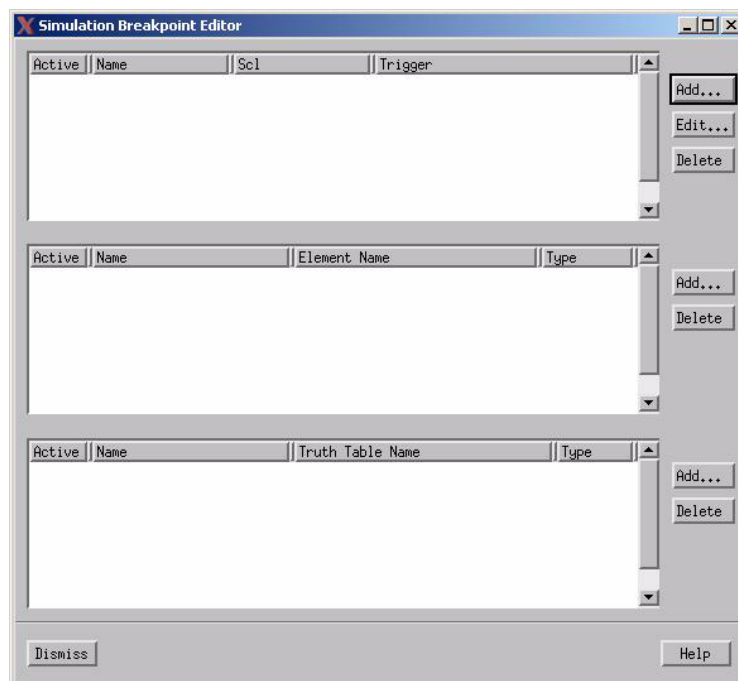 Simulation Breakpoint Editor
Active Name Scl Trigger
Add...
Edit...
Delete
Active Name Element Name Type
Add...
Delete
Active Name Truth Table Name Type
Add...
Delete
Dismiss Help